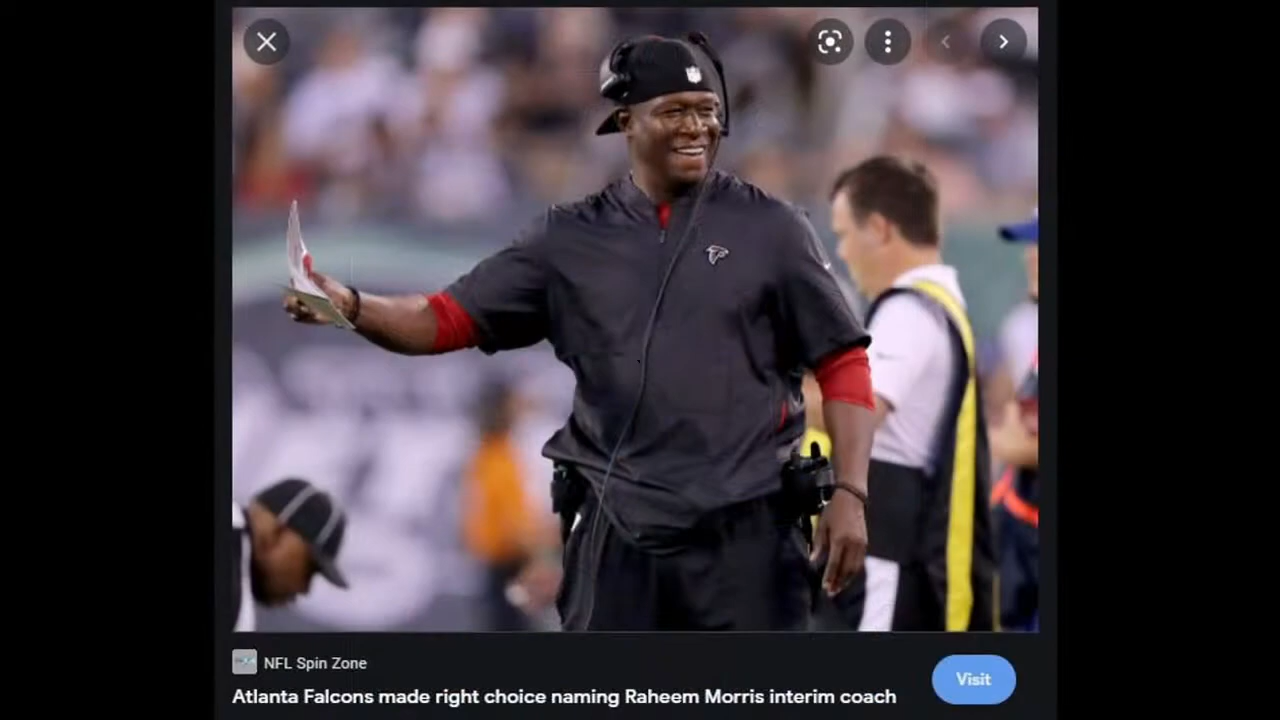 NFL Spin Zone
Atlanta Falcons made right choice naming Raheem Morris interim coach
Visit